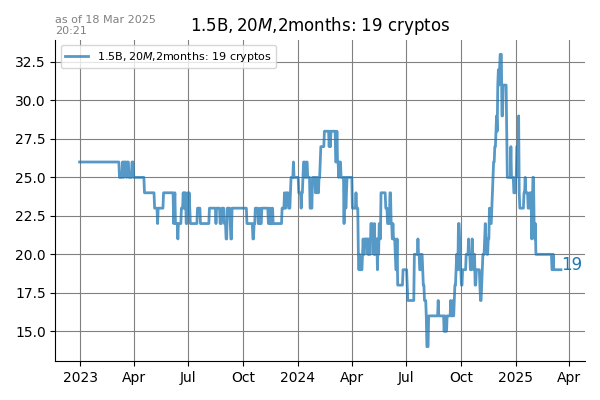 as of 18 Mar 2025
20:21
1.5B, 20M,2months: 19 cryptos
1.5B, 20M,2months: 19 cryptos
32.5
30.0
27.5
25.0
22.5
20.0
17.5
15.0
19
2023 Apr Jul Oct 2024 Apr Jul Oct 2025 Apr